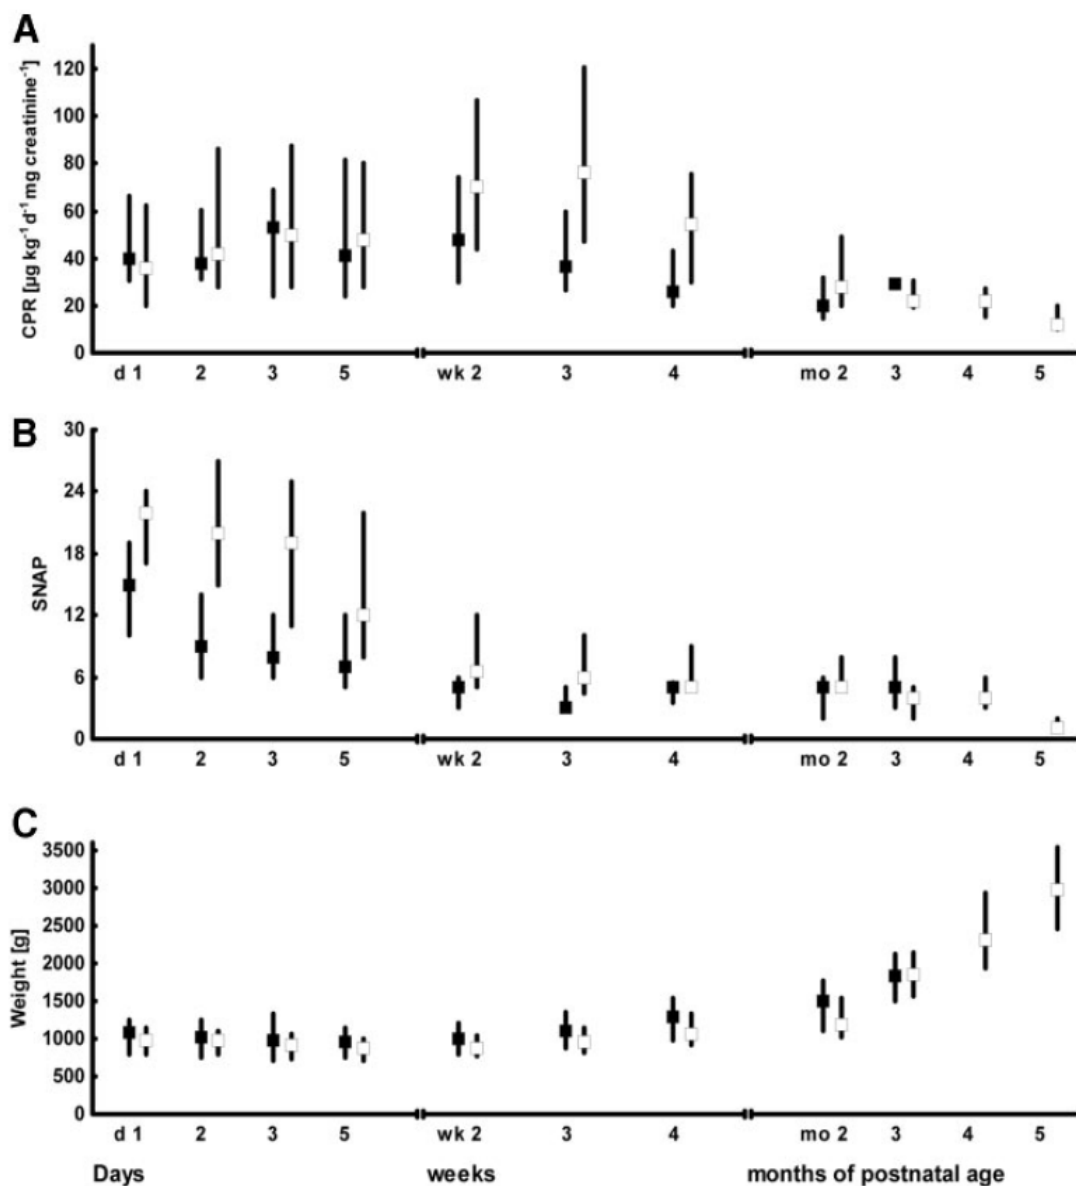 A
CPR [µg kg⁻¹ d⁻¹ mg creatinine⁻¹]
120
100
80
60
40
20
0
d 1 2 3 5 wk 2 3 4 mo 2 3 4 5
B
SNAP
30
24
18
12
6
0
d 1 2 3 5 wk 2 3 4 mo 2 3 4 5
C
Weight [g]
3500
3000
2500
2000
1500
1000
500
0
d 1 2 3 5 wk 2 3 4 mo 2 3 4 5
Days weeks months of postnatal age